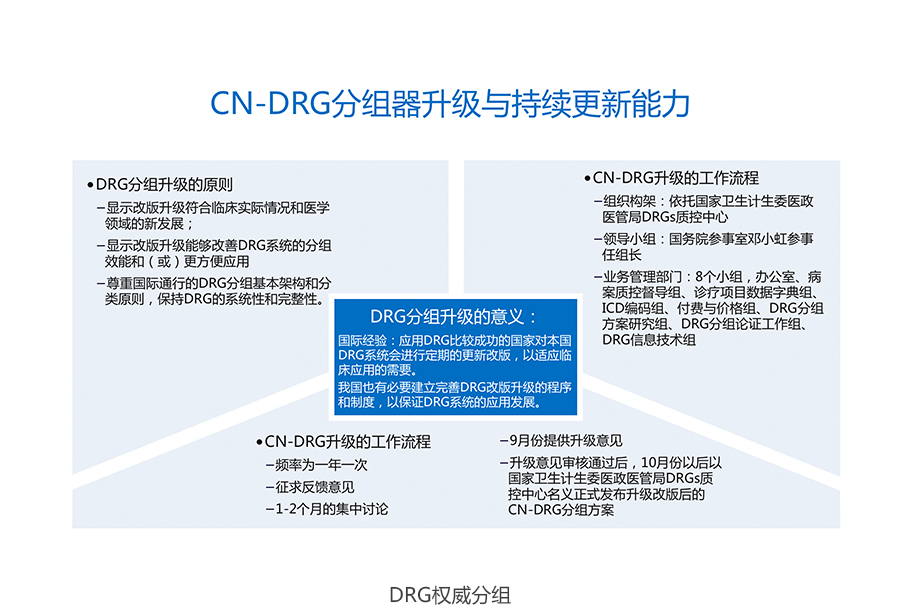 CN-DRG分组器升级与持续更新能力
•DRG分组升级的原则
–显示改版升级符合临床实际情况和医学
领域的新发展；
–显示改版升级能够改善DRG系统的分组
效能和（或）更方便应用
–尊重国际通行的DRG分组基本架构和分
类原则，保持DRG的系统性和完整性。
•CN-DRG升级的工作流程
–组织构架：依托国家卫生计生委医政
医管局DRGs质控中心
–领导小组：国务院参事室邓小虹参事
任组长
–业务管理部门：8个小组，办公室、病
案质控督导组、诊疗项目数据字典组、
ICD编码组、付费与价格组、DRG分组
方案研究组、DRG分组论证工作组、
DRG信息技术组
DRG分组升级的意义：
国际经验：应用DRG比较成功的国家对本国
DRG系统会进行定期的更新改版，以适应临
床应用的需要。
我国也有必要建立完善DRG改版升级的程序
和制度，以保证DRG系统的应用发展。
•CN-DRG升级的工作流程
–频率为一年一次
–征求反馈意见
–1-2个月的集中讨论
–9月份提供升级意见
–升级意见审核通过后，10月份以后以
国家卫生计生委医政医管局DRGs质
控中心名义正式发布升级改版后的
CN-DRG分组方案
DRG权威分组